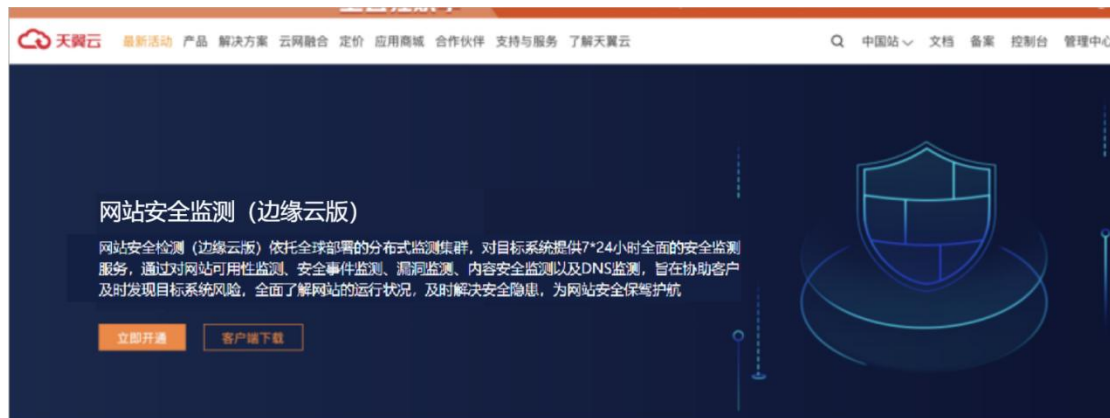 天翼云 最新活动 产品 解决方案 云网融合 定价 应用商城 合作伙伴 支持与服务 了解天翼云 中国站 文档 备案 控制台 管理中心
网站安全监测（边缘云版）
网站安全检测（边缘云版）依托全球部署的分布式监测集群，对目标系统提供7*24小时全面的安全监测
服务，通过对网站可用性监测、安全事件监测、漏洞监测、内容安全监测以及DNS监测，旨在协助客户
及时发现目标系统风险，全面了解网站的运行状况，及时解决安全隐患，为网站安全保驾护航
立即开通 客户端下载